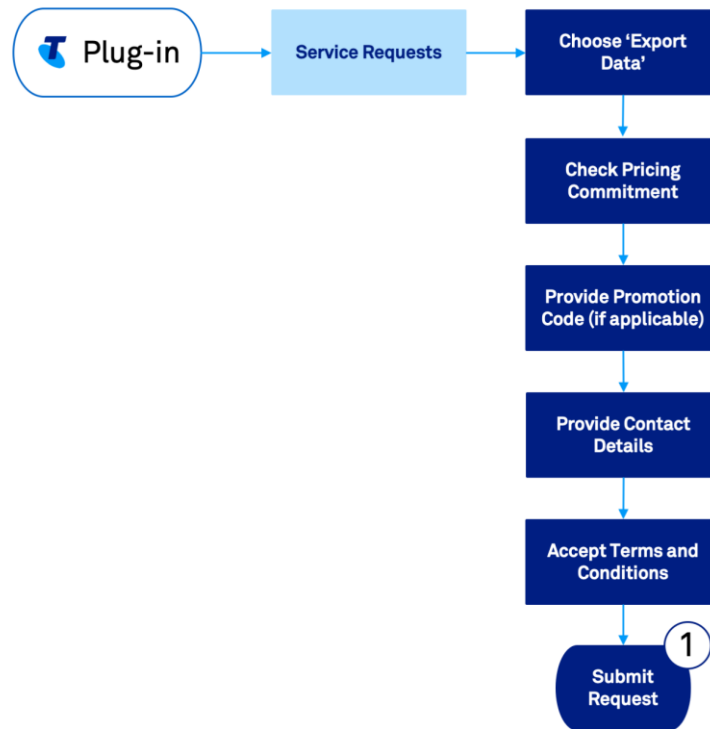 T Plug-in
Service Requests
Choose ‘Export
Data’
Check Pricing
Commitment
Provide Promotion
Code (if applicable)
Provide Contact
Details
Accept Terms and
Conditions
1
Submit
Request